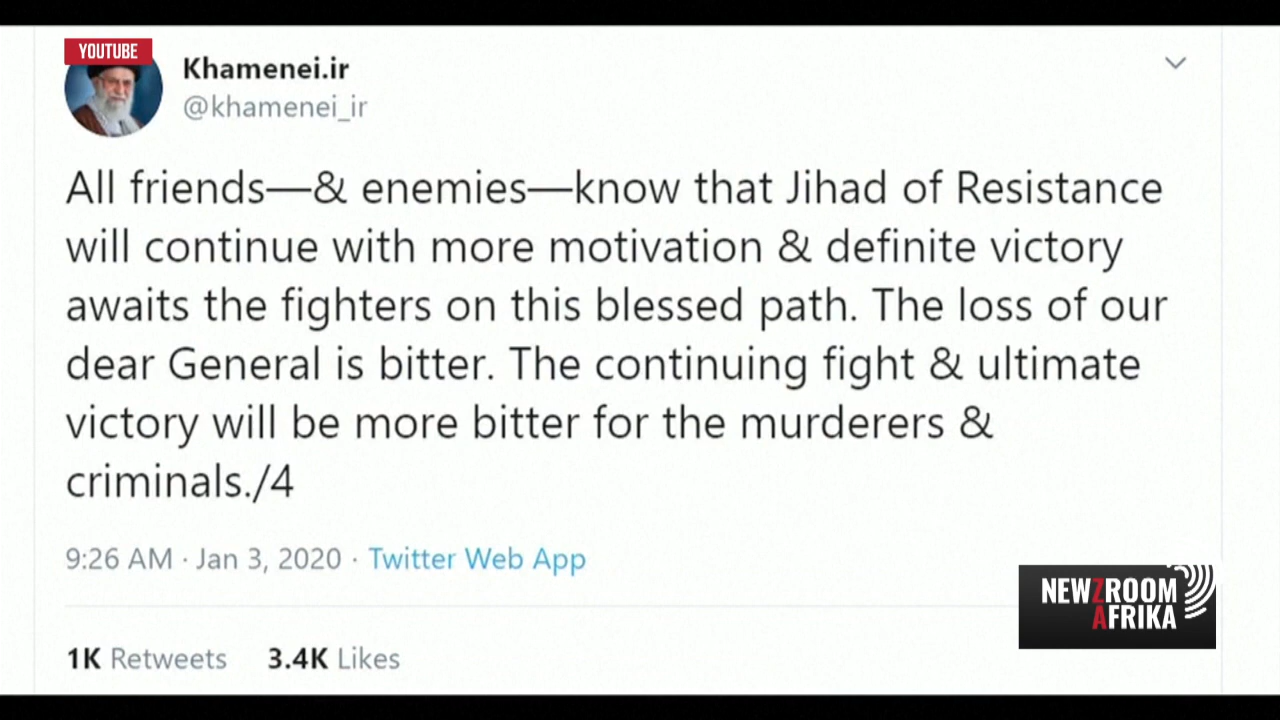 YOUTUBE
Khamenei.ir
@khamenei_ir
All friends—& enemies—know that Jihad of Resistance
will continue with more motivation & definite victory
awaits the fighters on this blessed path. The loss of our
dear General is bitter. The continuing fight & ultimate
victory will be more bitter for the murderers &
criminals./4
9:26 AM · Jan 3, 2020 · Twitter Web App
1K Retweets 3.4K Likes
NEWZROOM
AFRIKA